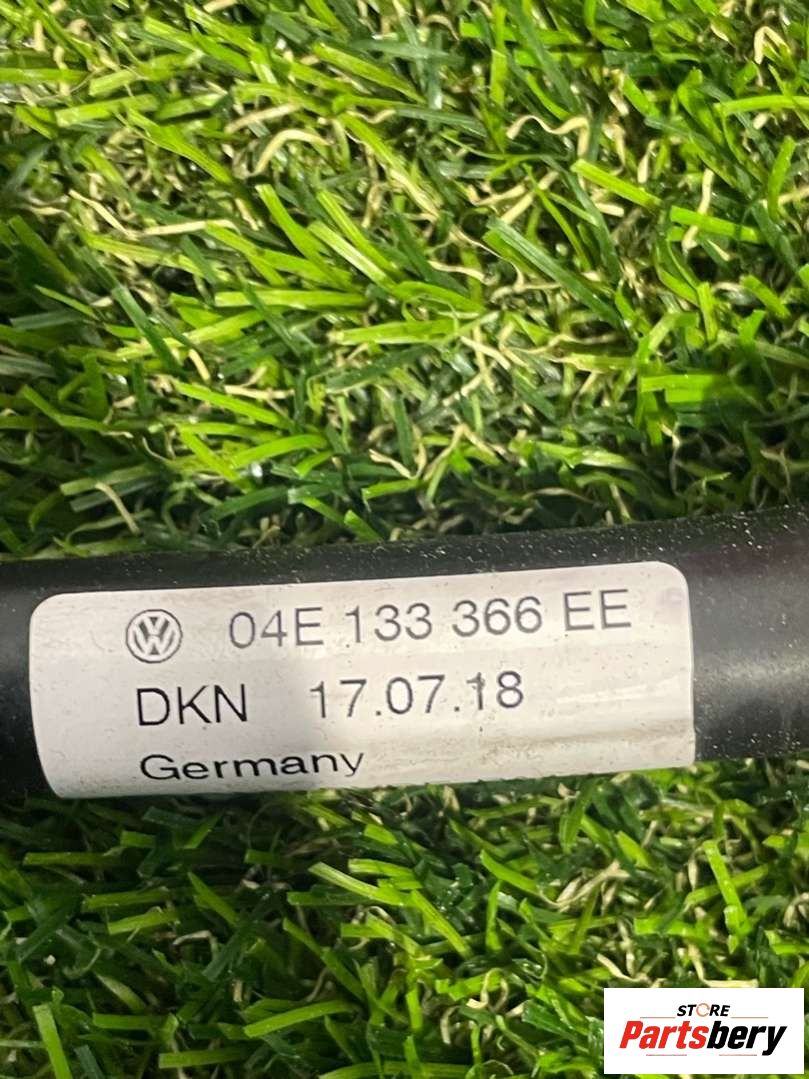 VW 04E 133 366 EE
DKN 17.07.18
Germany
STORE
Partsbery